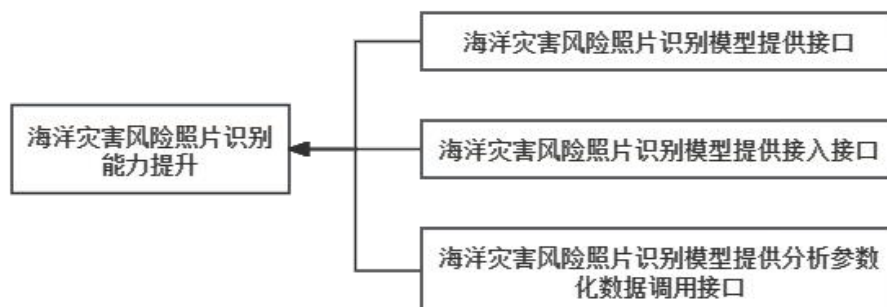 海洋灾害风险照片识别模型提供接口
海洋灾害风险照片识别
能力提升
海洋灾害风险照片识别模型提供接入接口
海洋灾害风险照片识别模型提供分析参数
化数据调用接口